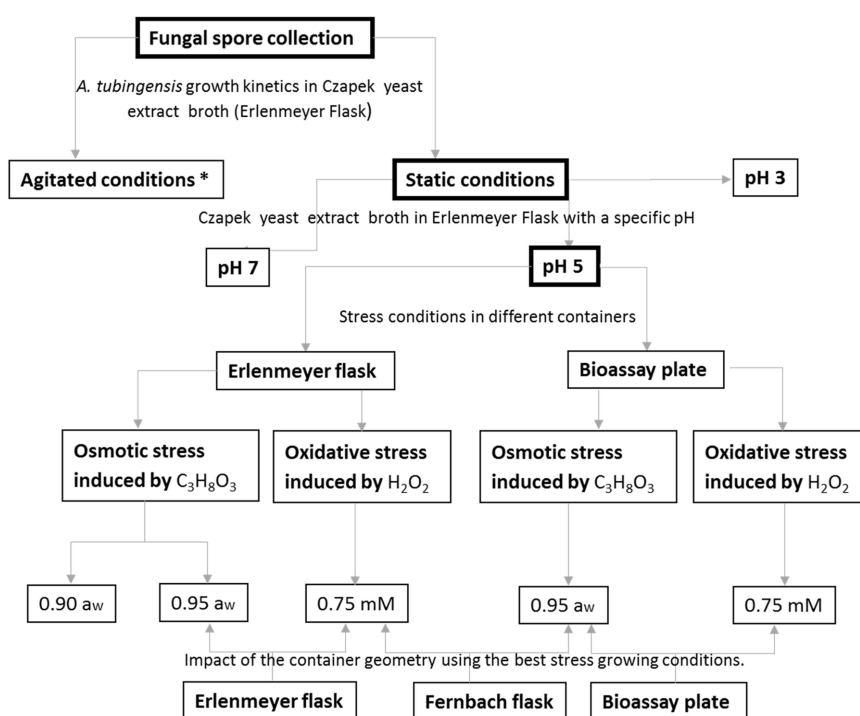 Fungal spore collection
A. tubingensis growth kinetics in Czapek yeast
extract broth (Erlenmeyer Flask)
Agitated conditions *
Static conditions
pH 3
Czapek yeast extract broth in Erlenmeyer Flask with a specific pH
pH 7
pH 5
Stress conditions in different containers
Erlenmeyer flask
Bioassay plate
Osmotic stress
induced by C₃H₈O₃
Oxidative stress
induced by H₂O₂
Osmotic stress
induced by C₃H₈O₃
Oxidative stress
induced by H₂O₂
0.90 aw
0.95 aw
0.75 mM
0.95 aw
0.75 mM
Impact of the container geometry using the best stress growing conditions.
Erlenmeyer flask
Fernbach flask
Bioassay plate